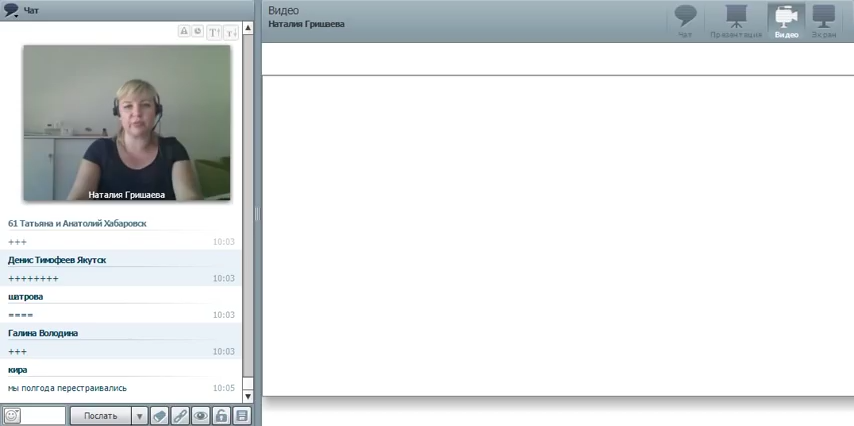 Чат
Наталия Гришаева
61 Татьяна и Анатолий Хабаровск
+++ 10:03
Денис Тимофеев Якутск
++++++++ 10:03
шатрова
==== 10:03
Галина Володина
+++ 10:03
кира
мы полгода перестраивались 10:05
Послать
Видео
Наталия Гришаева
Чат Презентация Видео Экран